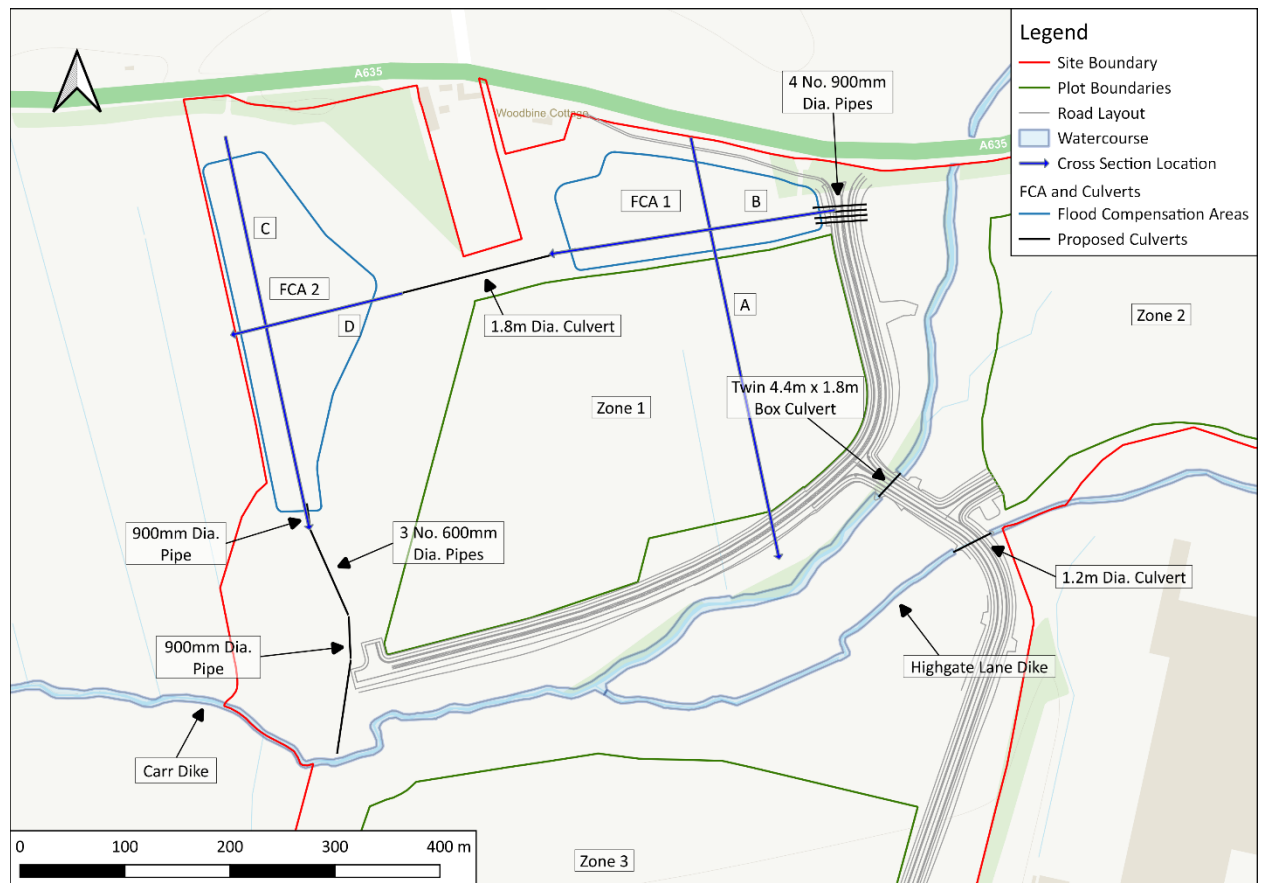 Legend
Site Boundary
Plot Boundaries
Road Layout
Watercourse
Cross Section Location
FCA and Culverts
Flood Compensation Areas
Proposed Culverts
A635
4 No. 900mm
Dia. Pipes
Woodbine Cottage
A635
FCA 1
B
C
FCA 2
D
A
1.8m Dia. Culvert
Zone 2
Twin 4.4m x 1.8m
Box Culvert
Zone 1
900mm Dia.
Pipe
3 No. 600mm
Dia. Pipes
1.2m Dia. Culvert
900mm Dia.
Pipe
Highgate Lane Dike
Carr Dike
Zone 3
0 100 200 300 400 m